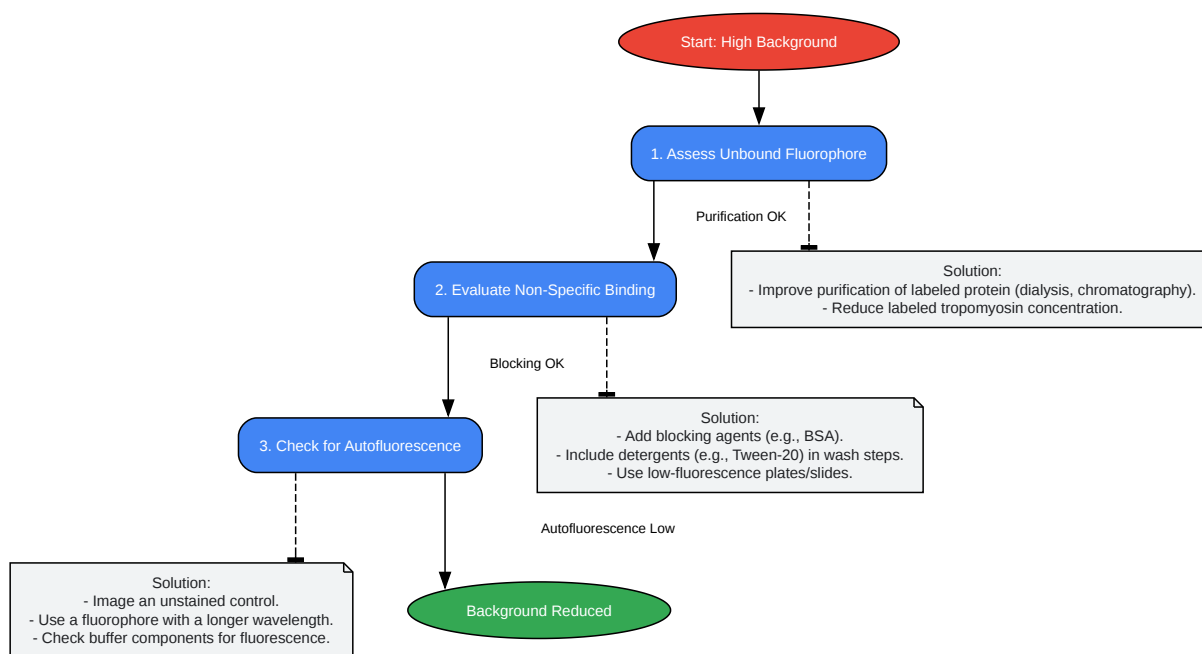 Start: High Background
1. Assess Unbound Fluorophore
Purification OK
Solution:
- Improve purification of labeled protein (dialysis, chromatography).
- Reduce labeled tropomyosin concentration.
2. Evaluate Non-Specific Binding
Blocking OK
Solution:
- Add blocking agents (e.g., BSA).
- Include detergents (e.g., Tween-20) in wash steps.
- Use low-fluorescence plates/slides.
3. Check for Autofluorescence
Autofluorescence Low
Solution:
- Image an unstained control.
- Use a fluorophore with a longer wavelength.
- Check buffer components for fluorescence.
Background Reduced